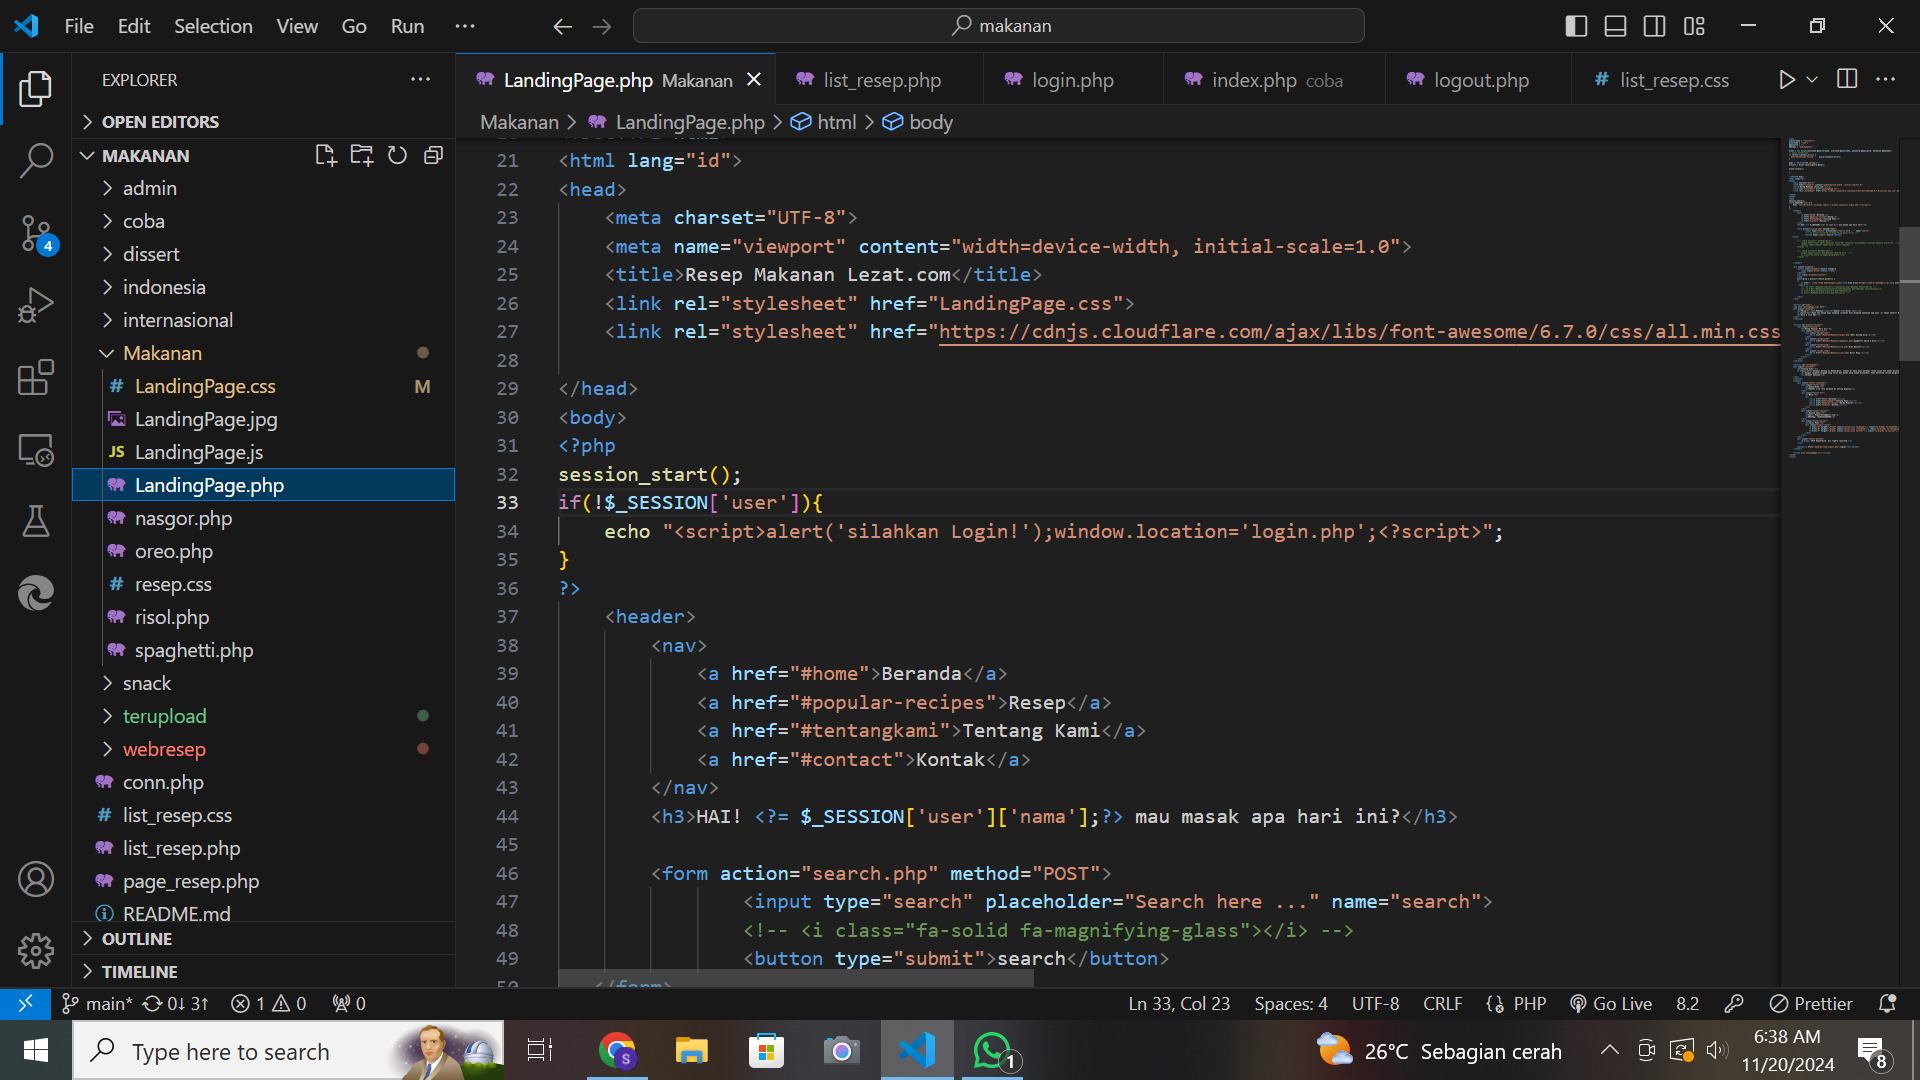 File Edit Selection View Go Run ··· makanan
EXPLORER ···
OPEN EDITORS
MAKANAN
admin
coba
dissert
indonesia
internasional
Makanan
# LandingPage.css M
LandingPage.jpg
JS LandingPage.js
LandingPage.php
nasgor.php
oreo.php
# resep.css
risol.php
spaghetti.php
snack
terupload
webresep
conn.php
# list_resep.css
list_resep.php
page_resep.php
README.md
OUTLINE
TIMELINE
4
LandingPage.php Makanan list_resep.php login.php index.php coba logout.php # list_resep.css
Makanan > LandingPage.php > html > body
21 <html lang="id">
22 <head>
23 <meta charset="UTF-8">
24 <meta name="viewport" content="width=device-width, initial-scale=1.0">
25 <title>Resep Makanan Lezat.com</title>
26 <link rel="stylesheet" href="LandingPage.css">
27 <link rel="stylesheet" href="https://cdnjs.cloudflare.com/ajax/libs/font-awesome/6.7.0/css/all.min.css
28
29 </head>
30 <body>
31 <?php
32 session_start();
33 if(!$_SESSION['user']){
34 echo "<script>alert('silahkan Login!');window.location='login.php';<?script>";
35 }
36 ?>
37 <header>
38 <nav>
39 <a href="#home">Beranda</a>
40 <a href="#popular-recipes">Resep</a>
41 <a href="#tentangkami">Tentang Kami</a>
42 <a href="#contact">Kontak</a>
43 </nav>
44 <h3>HAI! <?= $_SESSION['user']['nama'];?> mau masak apa hari ini?</h3>
45
46 <form action="search.php" method="POST">
47 <input type="search" placeholder="Search here ..." name="search">
48 <!-- <i class="fa-solid fa-magnifying-glass"></i> -->
49 <button type="submit">search</button>
50 </form>
main* 0↓ 3↑ 1 0 0 Ln 33, Col 23 Spaces: 4 UTF-8 CRLF {} PHP Go Live 8.2 Prettier
Type here to search S 1 26°C Sebagian cerah 6:38 AM
11/20/2024 8